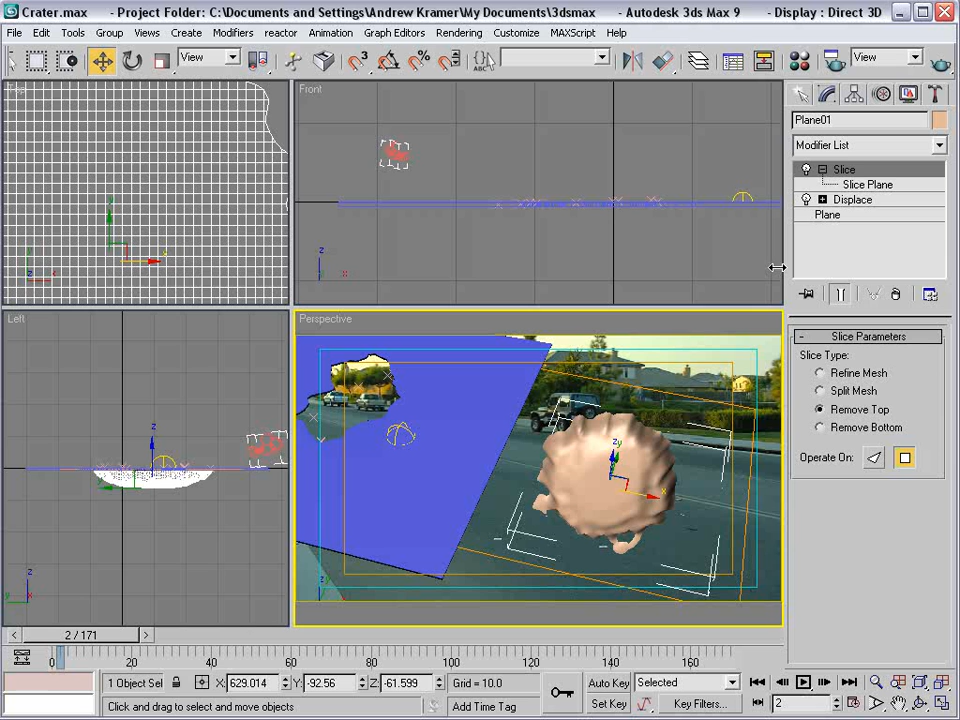 Crater.max - Project Folder: C:\Documents and Settings\Andrew Kramer\My Documents\3dsmax - Autodesk 3ds Max 9 - Display : Direct 3D
File Edit Tools Group Views Create Modifiers reactor Animation Graph Editors Rendering Customize MAXScript Help
View
ABC
View
Top
Front
Plane01
Modifier List
Slice
Slice Plane
Displace
Plane
Left
Perspective
Slice Parameters
Slice Type:
Refine Mesh
Split Mesh
Remove Top
Remove Bottom
Operate On:
2 / 171
0 20 40 60 80 100 120 140 160
1 Object Sel X: 629.014 Y: -92.56 Z: -61.599 Grid = 10.0 Auto Key Selected
Click and drag to select and move objects Add Time Tag Set Key Key Filters... 2